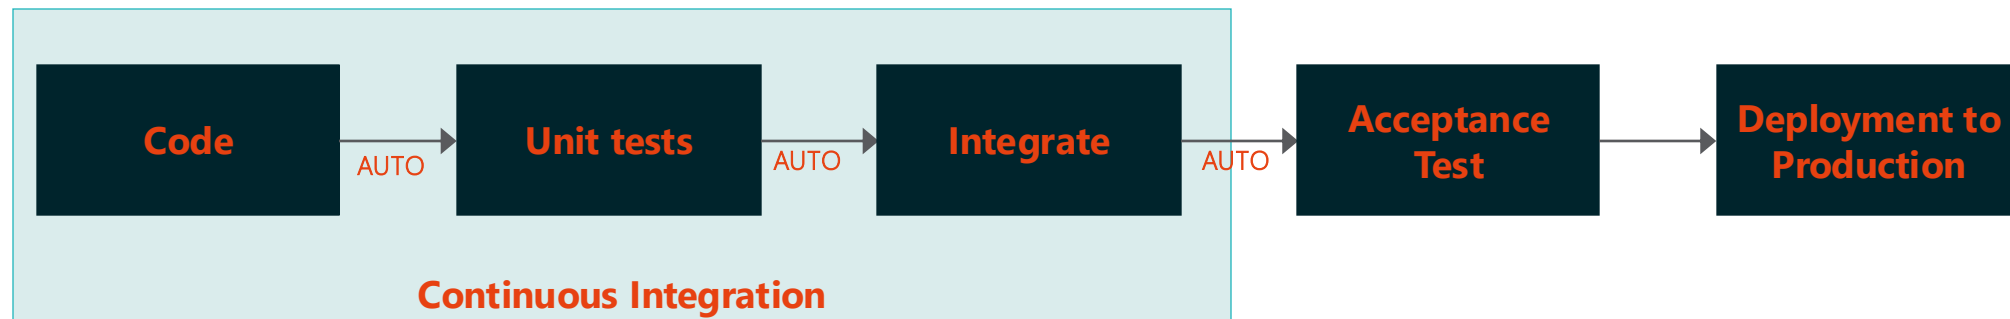 Code
AUTO
Unit tests
AUTO
Integrate
AUTO
Acceptance
Test
Deployment to
Production
Continuous Integration